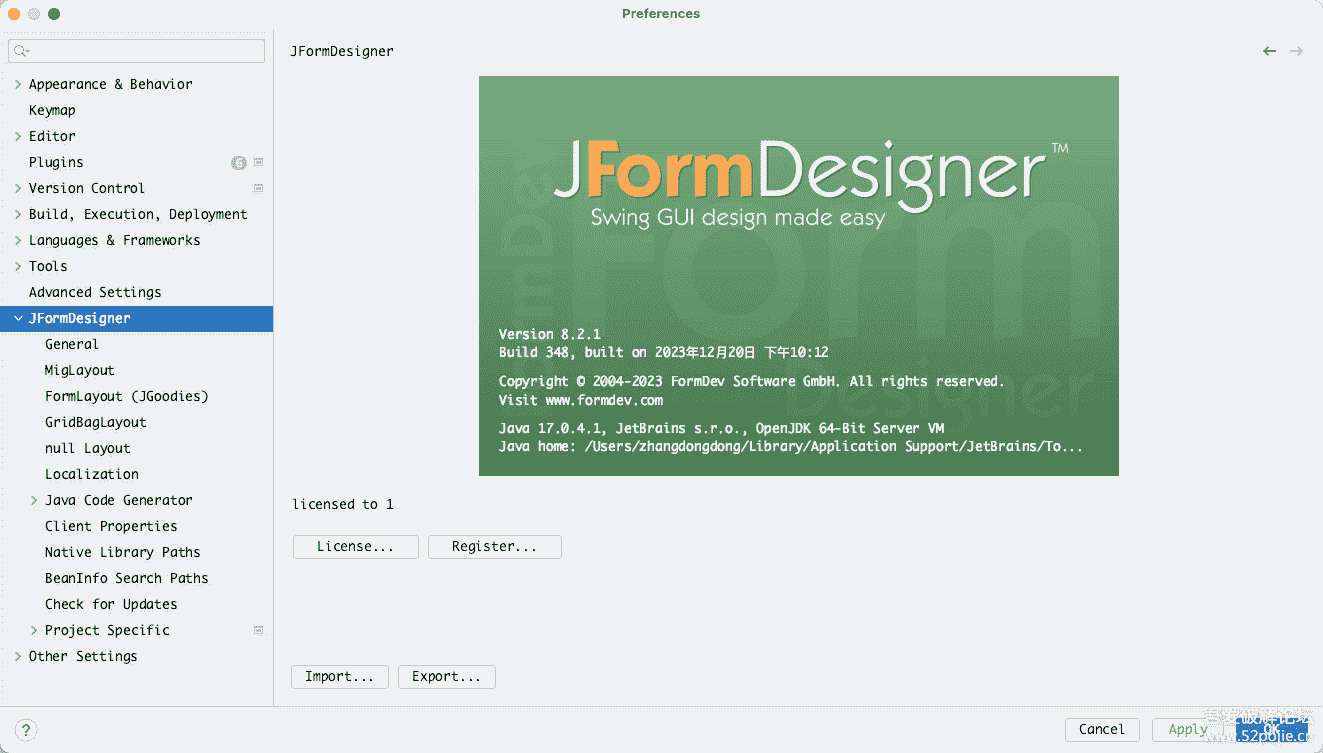 Preferences
JFormDesigner
Appearance & Behavior
Keymap
Editor
Plugins
Version Control
Build, Execution, Deployment
Languages & Frameworks
Tools
Advanced Settings
JFormDesigner
General
MigLayout
FormLayout (JGoodies)
GridBagLayout
null Layout
Localization
Java Code Generator
Client Properties
Native Library Paths
BeanInfo Search Paths
Check for Updates
Project Specific
Other Settings
JFormDesigner™
Swing GUI design made easy
Version 8.2.1
Build 348, built on 2023年12月20日 下午10:12
Copyright © 2004-2023 FormDev Software GmbH. All rights reserved.
Visit www.formdev.com
Java 17.0.4.1, JetBrains s.r.o., OpenJDK 64-Bit Server VM
Java home: /Users/zhangdongdong/Library/Application Support/JetBrains/To...
licensed to 1
License...
Register...
Import...
Export...
?
Cancel
Apply
OK
www.52pojie.cn